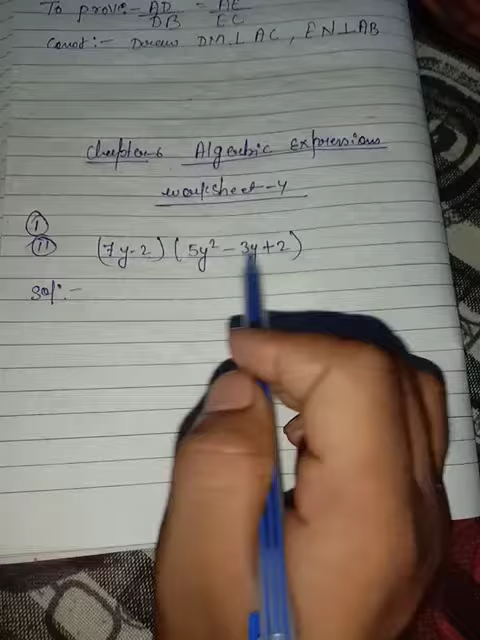 To prove:- AD/DB = AE/EC
Const:- Draw DM⊥AC, EN⊥AB
Chapter-6 Algebric Expressions
Worksheet-4
①
(ii) (7y-2) (5y² - 3y+2)
Sol:-